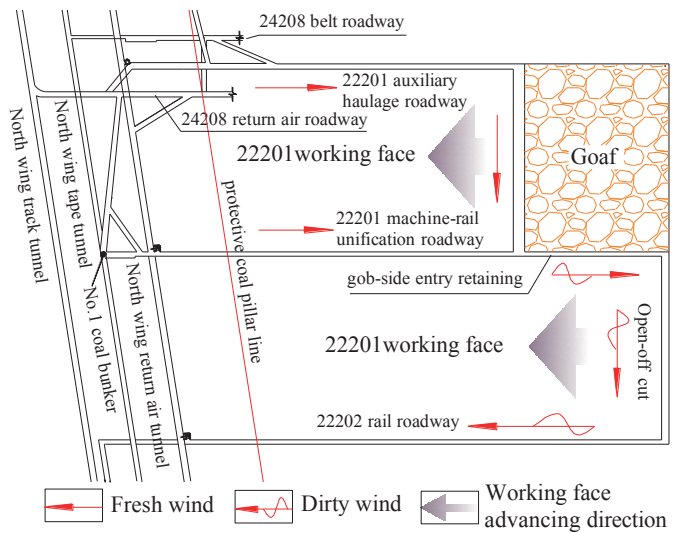 24208 belt roadway
22201 auxiliary
haulage roadway
24208 return air roadway
22201working face
Goaf
North wing track tunnel
North wing tape tunnel
No.1 coal bunker
North wing return air tunnel
protective coal pillar line
22201 machine-rail
unification roadway
gob-side entry retaining
22201working face
Open-off cut
22202 rail roadway
Fresh wind
Dirty wind
Working face
advancing direction